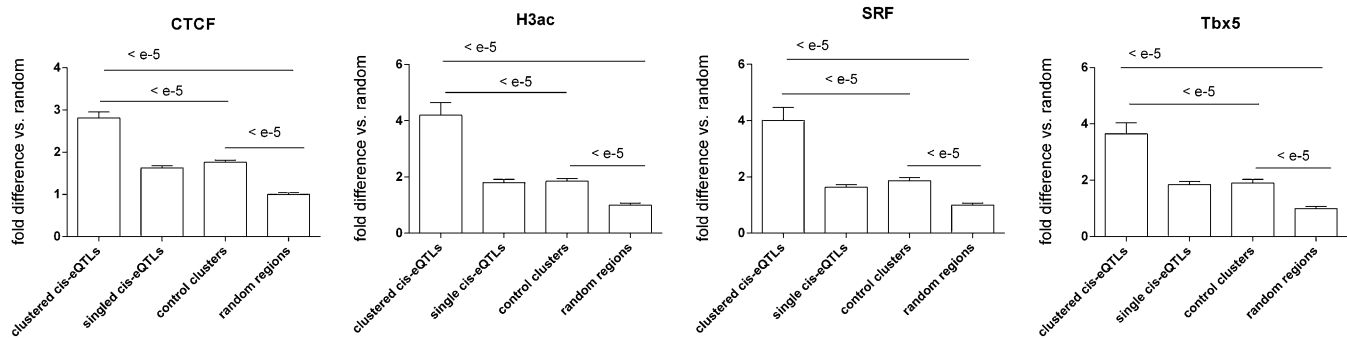 CTCF
< e-5
< e-5
< e-5
fold difference vs. random
4
3
2
1
0
clustered cis-eQTLs
singled cis-eQTLs
control clusters
random regions
H3ac
< e-5
< e-5
< e-5
fold difference vs. random
6
4
2
0
clustered cis-eQTLs
single cis-eQTLs
control clusters
random regions
SRF
< e-5
< e-5
< e-5
fold difference vs. random
6
4
2
0
clustered cis-eQTLs
single cis-eQTLs
control clusters
random regions
Tbx5
< e-5
< e-5
< e-5
fold difference vs. random
6
4
2
0
clustered cis-eQTLs
single cis-eQTLs
control clusters
random regions